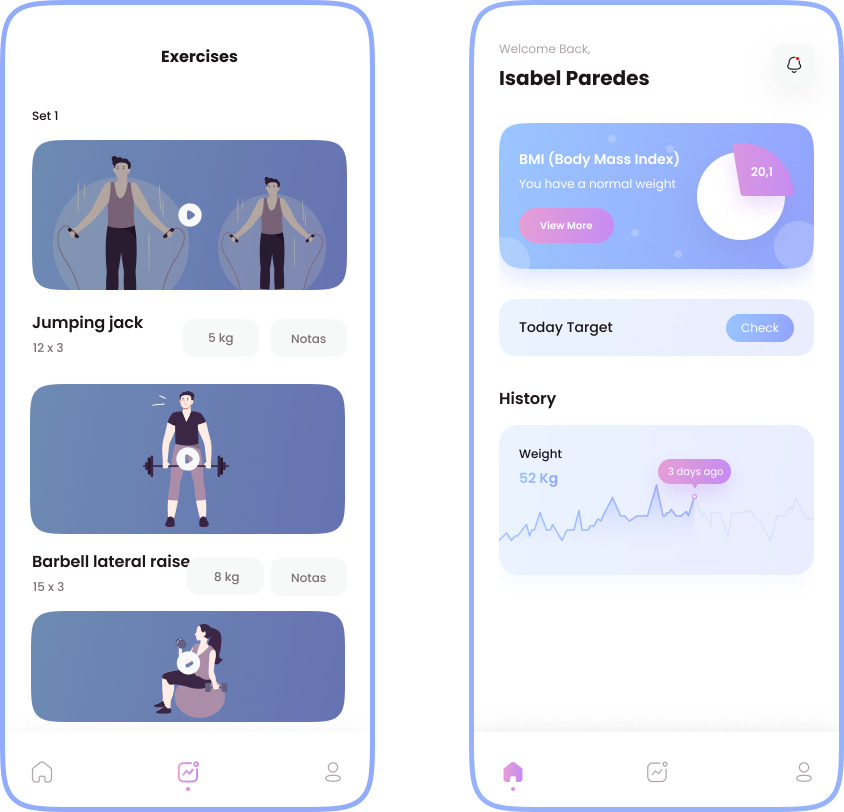 Exercises
Set 1
Jumping jack
12 x 3
5 kg
Notas
Barbell lateral raise
15 x 3
8 kg
Notas
Welcome Back,
Isabel Paredes
BMI (Body Mass Index)
You have a normal weight
View More
20,1
Today Target
Check
History
Weight
52 Kg
3 days ago